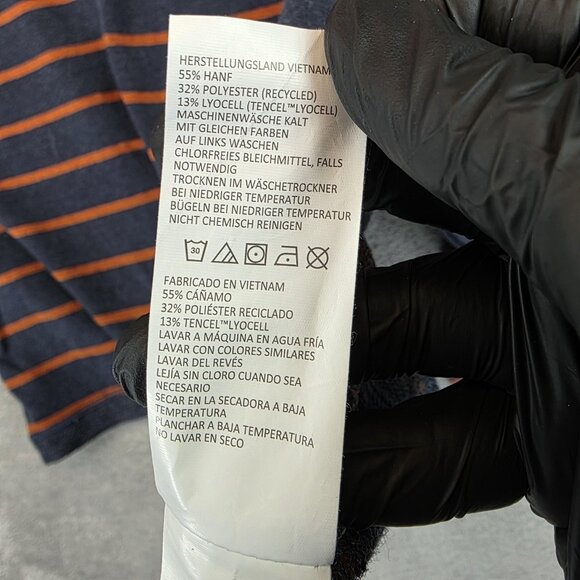 HERSTELLUNGSLAND VIETNAM
55% HANF
32% POLYESTER (RECYCLED)
13% LYOCELL (TENCEL™LYOCELL)
MASCHINENWÄSCHE KALT
MIT GLEICHEN FARBEN
AUF LINKS WASCHEN
CHLORFREIES BLEICHMITTEL, FALLS
NOTWENDIG
TROCKNEN IM WÄSCHETROCKNER
BEI NIEDRIGER TEMPERATUR
BÜGELN BEI NIEDRIGER TEMPERATUR
NICHT CHEMISCH REINIGEN
30
FABRICADO EN VIETNAM
55% CÁÑAMO
32% POLIÉSTER RECICLADO
13% TENCEL™LYOCELL
LAVAR A MÁQUINA EN AGUA FRÍA
LAVAR CON COLORES SIMILARES
LAVAR DEL REVÉS
LEJÍA SIN CLORO CUANDO SEA
NECESARIO
SECAR EN LA SECADORA A BAJA
TEMPERATURA
PLANCHAR A BAJA TEMPERATURA
NO LAVAR EN SECO